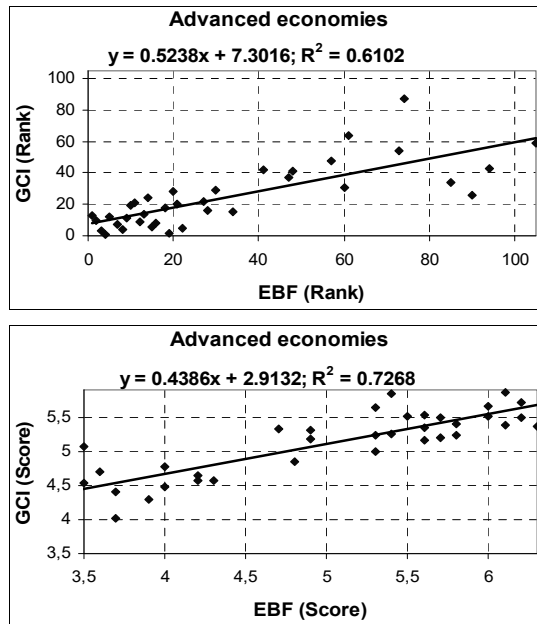 Advanced economies
y = 0.5238x + 7.3016; R² = 0.6102
100
80
60
40
20
0
0 20 40 60 80 100
GCI (Rank)
EBF (Rank)
Advanced economies
y = 0.4386x + 2.9132; R² = 0.7268
5,5
5
4,5
4
3,5
3,5 4 4,5 5 5,5 6
GCI (Score)
EBF (Score)